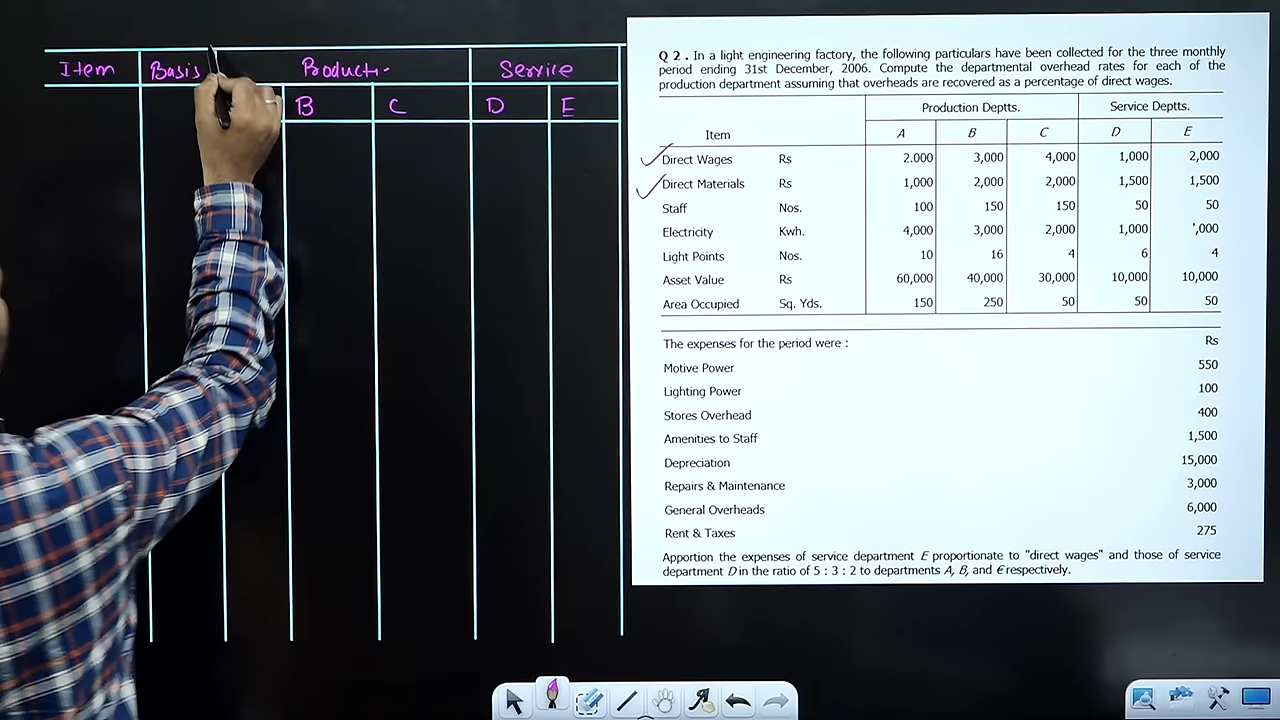 Item Basis Producti- Service
B C D E
Q 2 . In a light engineering factory, the following particulars have been collected for the three monthly
period ending 31st December, 2006. Compute the departmental overhead rates for each of the
production department assuming that overheads are recovered as a percentage of direct wages.
Production Deptts. Service Deptts.
Item A B C D E
Direct Wages Rs 2.000 3,000 4,000 1,000 2,000
Direct Materials Rs 1,000 2,000 2,000 1,500 1,500
Staff Nos. 100 150 150 50 50
Electricity Kwh. 4,000 3,000 2,000 1,000 ',000
Light Points Nos. 10 16 4 6 4
Asset Value Rs 60,000 40,000 30,000 10,000 10,000
Area Occupied Sq. Yds. 150 250 50 50 50
The expenses for the period were : Rs
Motive Power 550
Lighting Power 100
Stores Overhead 400
Amenities to Staff 1,500
Depreciation 15,000
Repairs & Maintenance 3,000
General Overheads 6,000
Rent & Taxes 275
Apportion the expenses of service department E proportionate to "direct wages" and those of service
department D in the ratio of 5 : 3 : 2 to departments A, B, and € respectively.